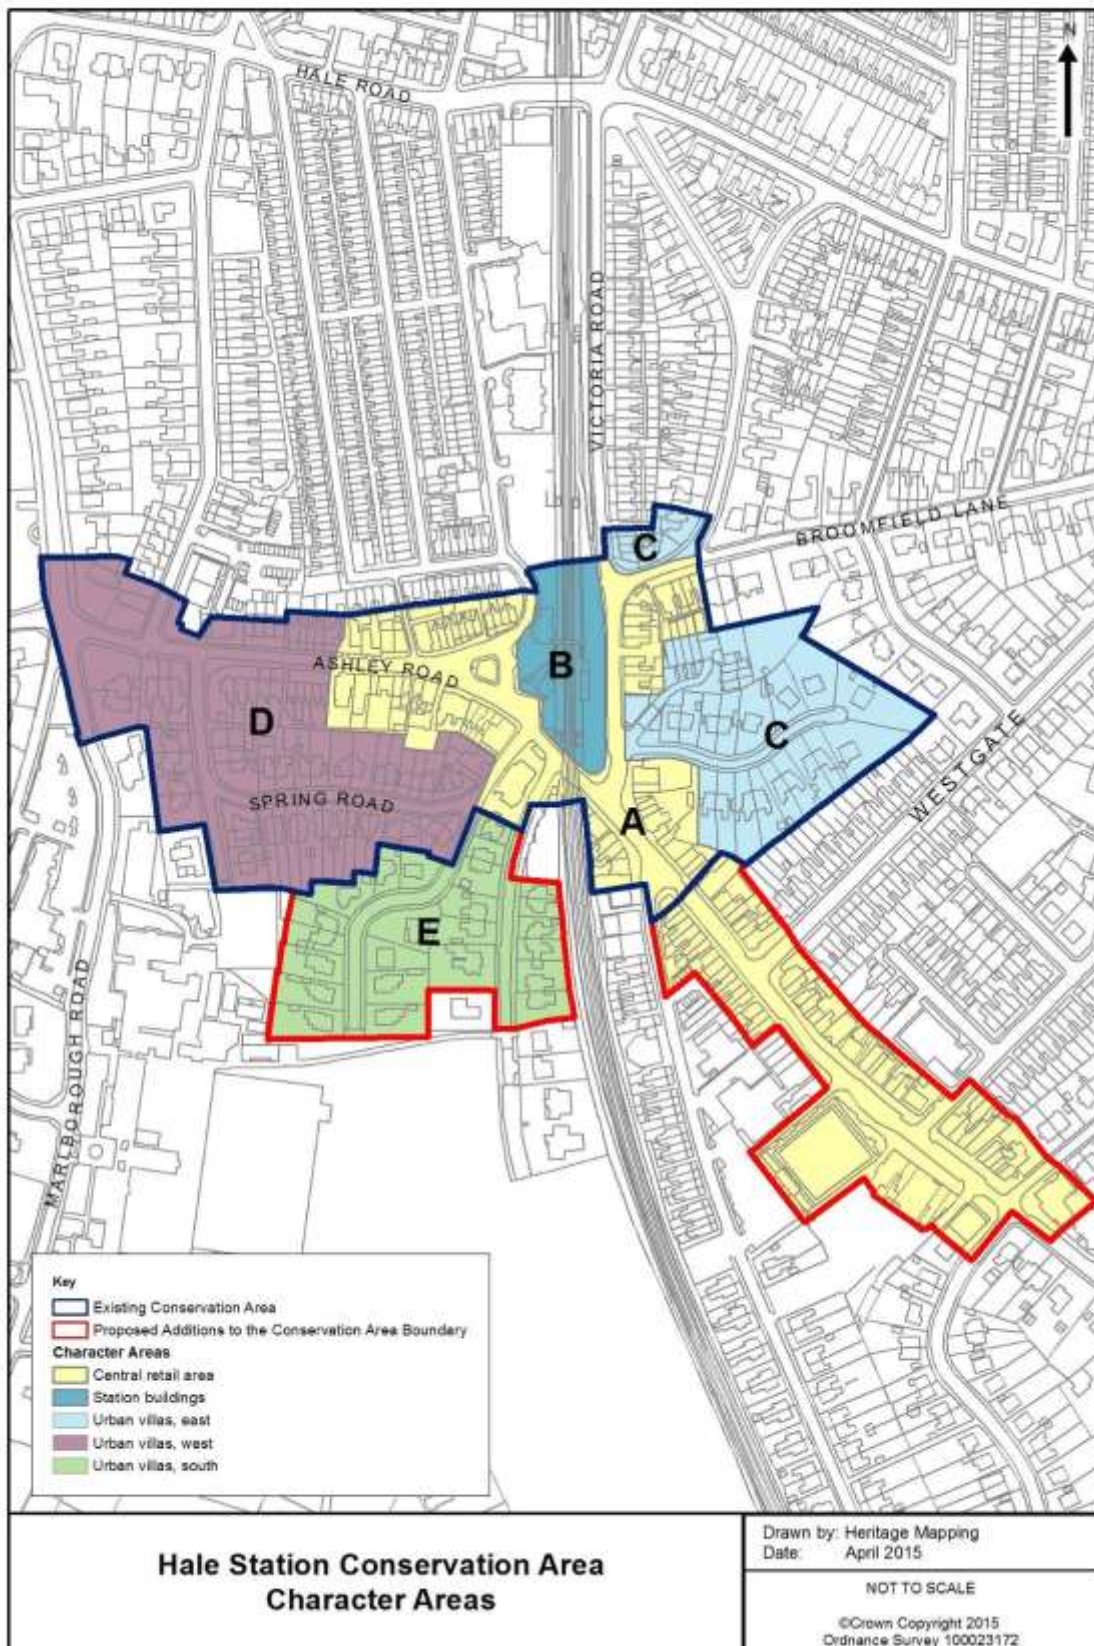 N
HALE ROAD
VICTORIA ROAD
BROOMFIELD LANE
C
B
ASHLEY ROAD
D
C
WESTGATE
SPRING ROAD
A
E
MARLBOROUGH ROAD
Key
Existing Conservation Area
Proposed Additions to the Conservation Area Boundary
Character Areas
Central retail area
Station buildings
Urban villas, east
Urban villas, west
Urban villas, south
Hale Station Conservation Area
Character Areas
Drawn by: Heritage Mapping
Date: April 2015
NOT TO SCALE
©Crown Copyright 2015
Ordnance Survey 100023172